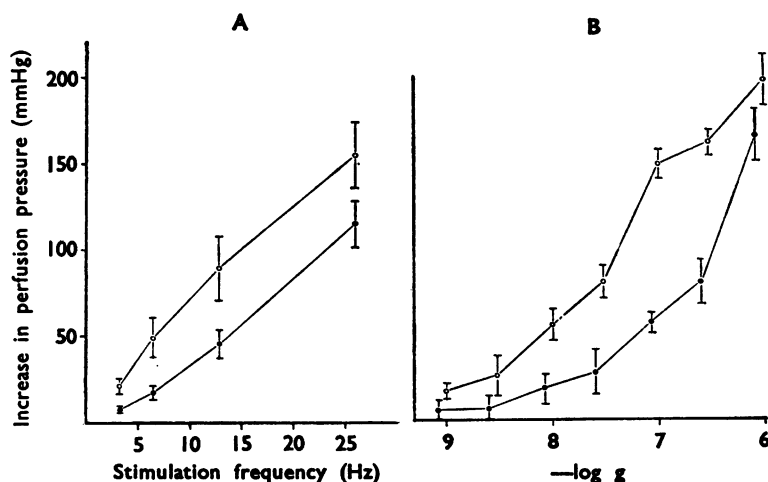 A
B
Increase in perfusion pressure (mmHg)
200
150
100
50
5 10 15 20 25
9 8 7 6
Stimulation frequency (Hz)
—log g